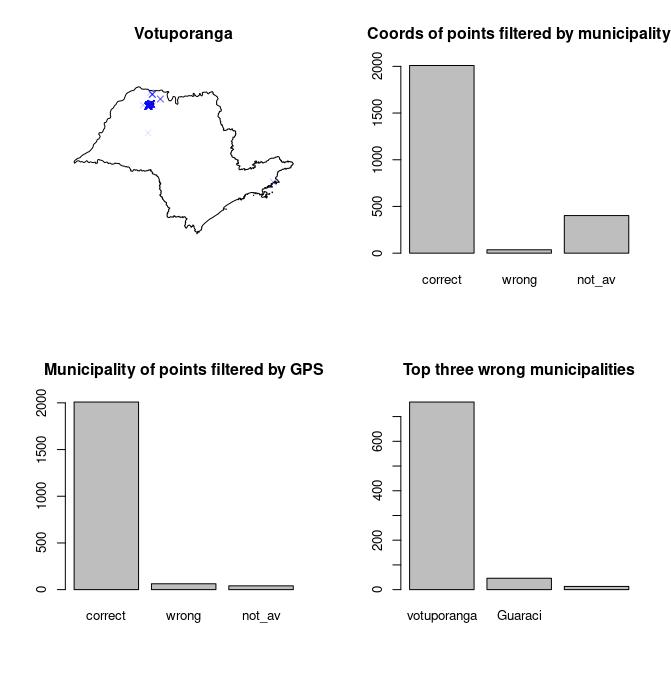 Votuporanga
Coords of points filtered by municipality
2000
1500
1000
500
0
correct wrong not_av
Municipality of points filtered by GPS
2000
1500
1000
500
0
correct wrong not_av
Top three wrong municipalities
600
400
200
0
votuporanga Guaraci